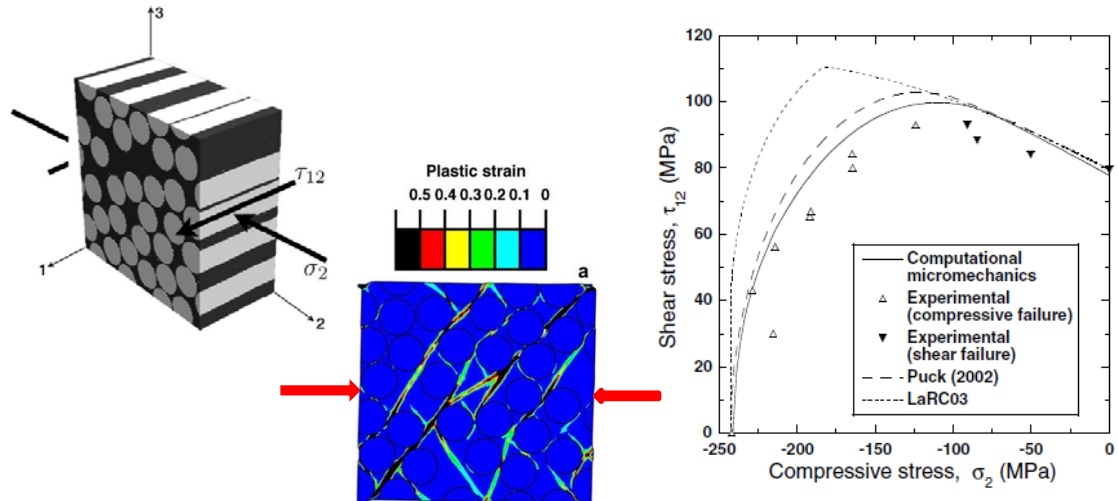 3
τ12
σ2
1
2
Plastic strain
0.5 0.4 0.3 0.2 0.1 0
a
Shear stress, τ12 (MPa)
120
100
80
60
40
20
0
-250 -200 -150 -100 -50 0
Compressive stress, σ2 (MPa)
Computational
micromechanics
Experimental
(compressive failure)
Experimental
(shear failure)
Puck (2002)
LaRC03